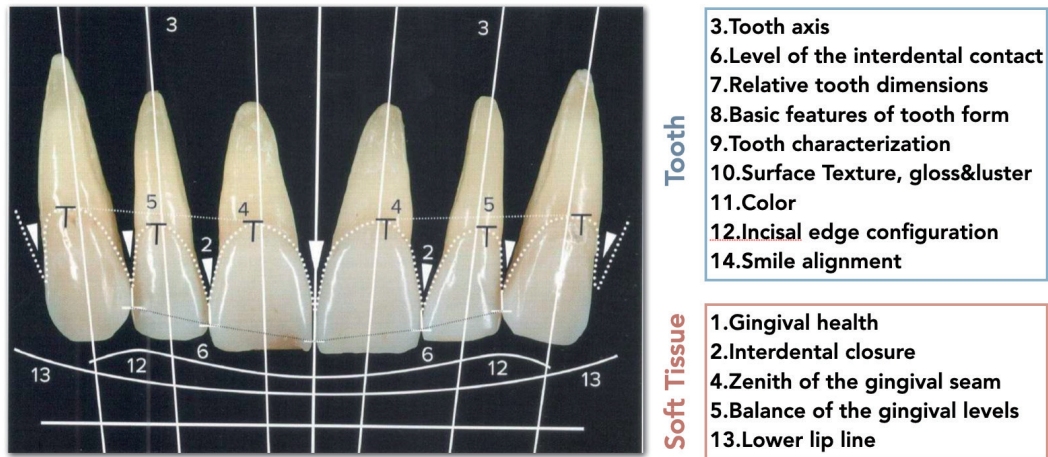 3
3
T
5
4
T
T
4
T
5
T
T
2
2
6
6
12
12
13
13
Tooth
3.Tooth axis
6.Level of the interdental contact
7.Relative tooth dimensions
8.Basic features of tooth form
9.Tooth characterization
10.Surface Texture, gloss&luster
11.Color
12.Incisal edge configuration
14.Smile alignment
Soft Tissue
1.Gingival health
2.Interdental closure
4.Zenith of the gingival seam
5.Balance of the gingival levels
13.Lower lip line